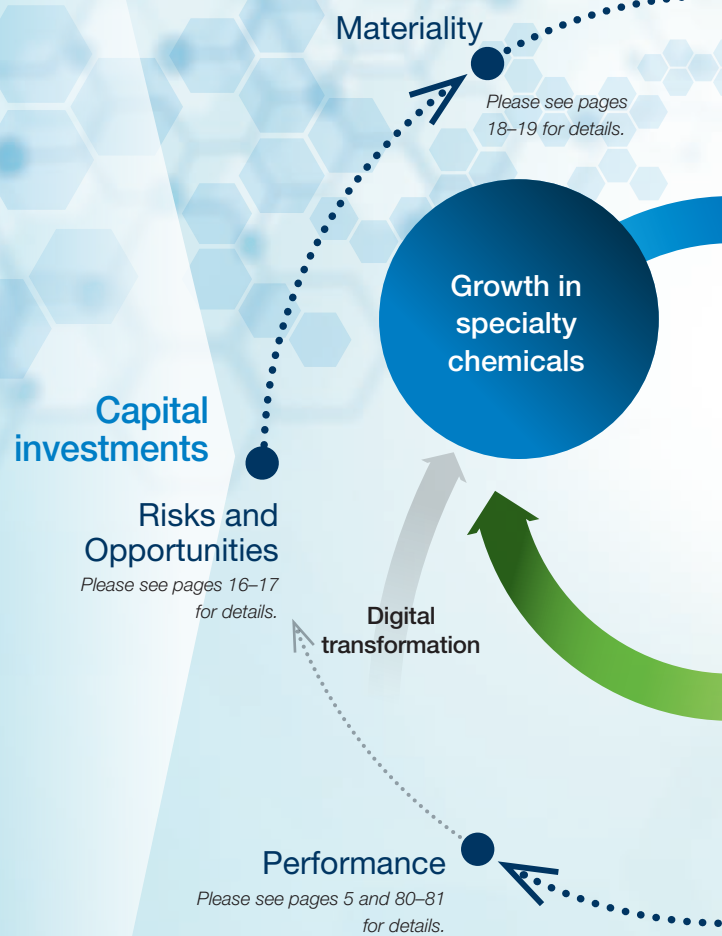 Materiality
Please see pages
18–19 for details.
Growth in
specialty
chemicals
Capital
investments
Risks and
Opportunities
Please see pages 16–17
for details.
Digital
transformation
Performance
Please see pages 5 and 80–81
for details.